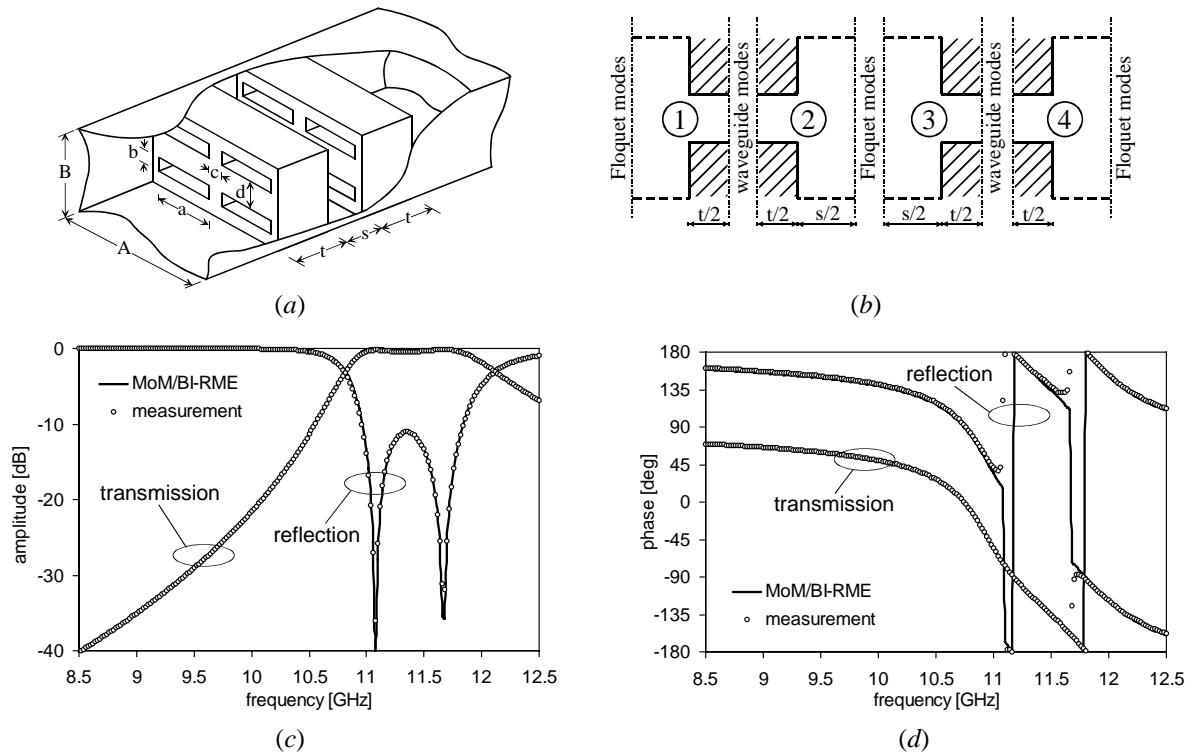 B
b
A
a
c
d
t
s
t
(a)
Floquet modes
1
waveguide modes
2
Floquet modes
3
waveguide modes
4
Floquet modes
t/2
t/2
s/2
s/2
t/2
t/2
(b)
amplitude [dB]
0
-10
-20
-30
-40
MoM/BI-RME
measurement
transmission
reflection
8.5 9 9.5 10 10.5 11 11.5 12 12.5
frequency [GHz]
(c)
phase [deg]
180
135
90
45
0
-45
-90
-135
-180
reflection
transmission
MoM/BI-RME
measurement
8.5 9 9.5 10 10.5 11 11.5 12 12.5
frequency [GHz]
(d)